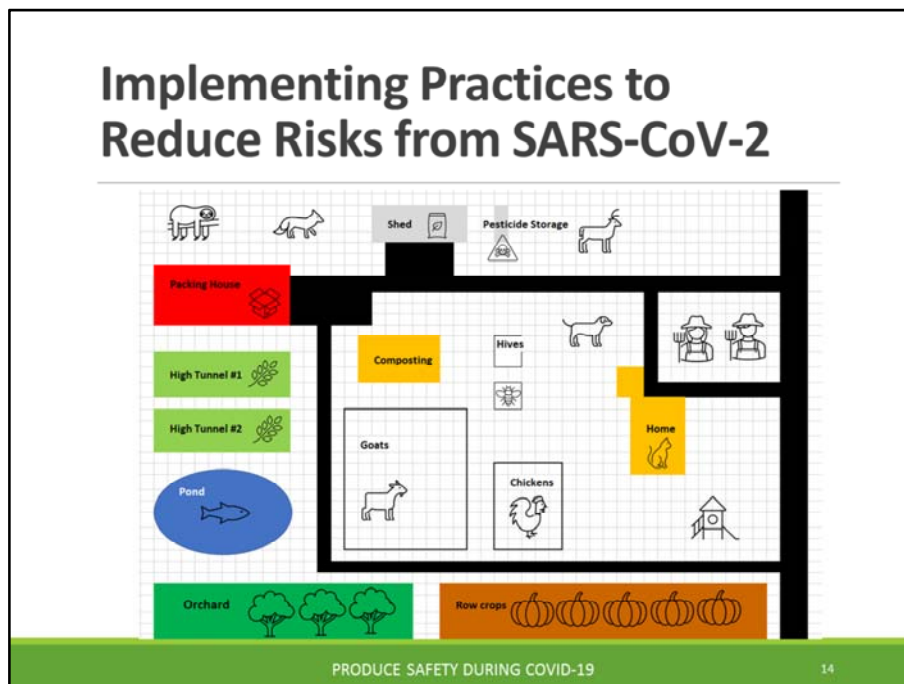 Implementing Practices to
Reduce Risks from SARS-CoV-2
Shed
Pesticide Storage
Packing House
Composting
Hives
High Tunnel #1
High Tunnel #2
Home
Goats
Chickens
Pond
Orchard
Row crops
PRODUCE SAFETY DURING COVID-19
14